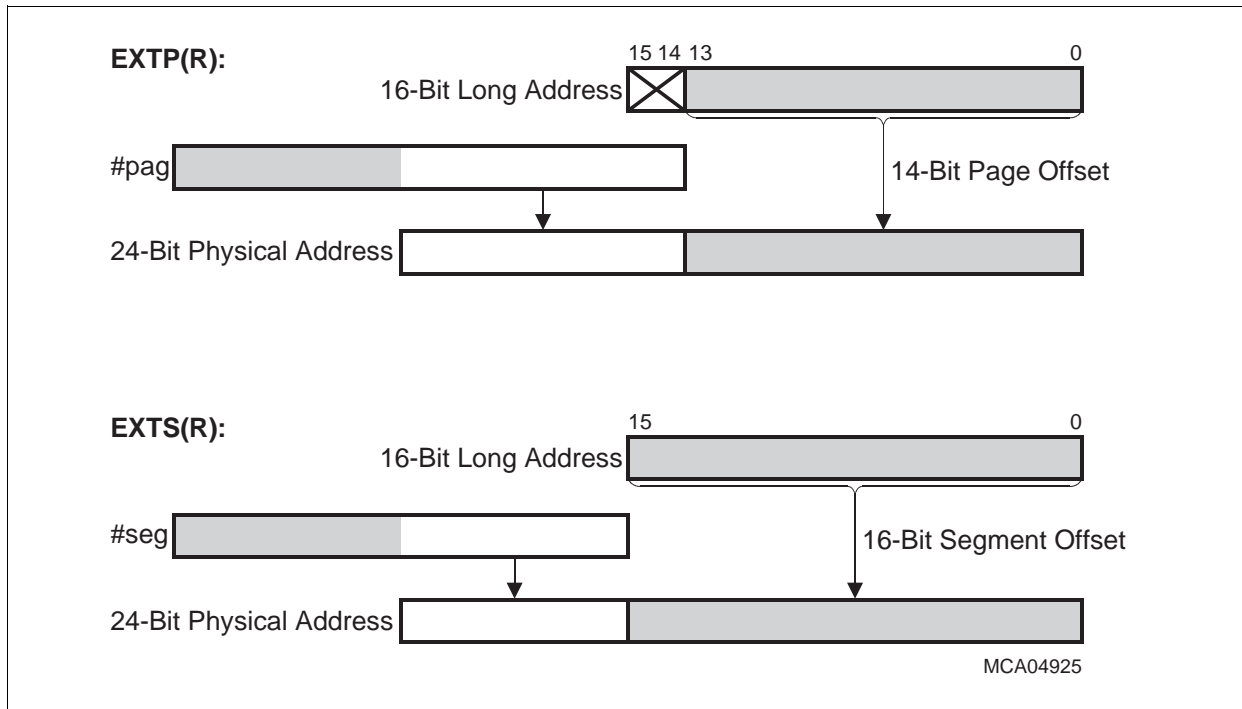 EXTP(R):
15 14 13 0
16-Bit Long Address
#pag
14-Bit Page Offset
24-Bit Physical Address
EXTS(R):
15 0
16-Bit Long Address
#seg
16-Bit Segment Offset
24-Bit Physical Address
MCA04925